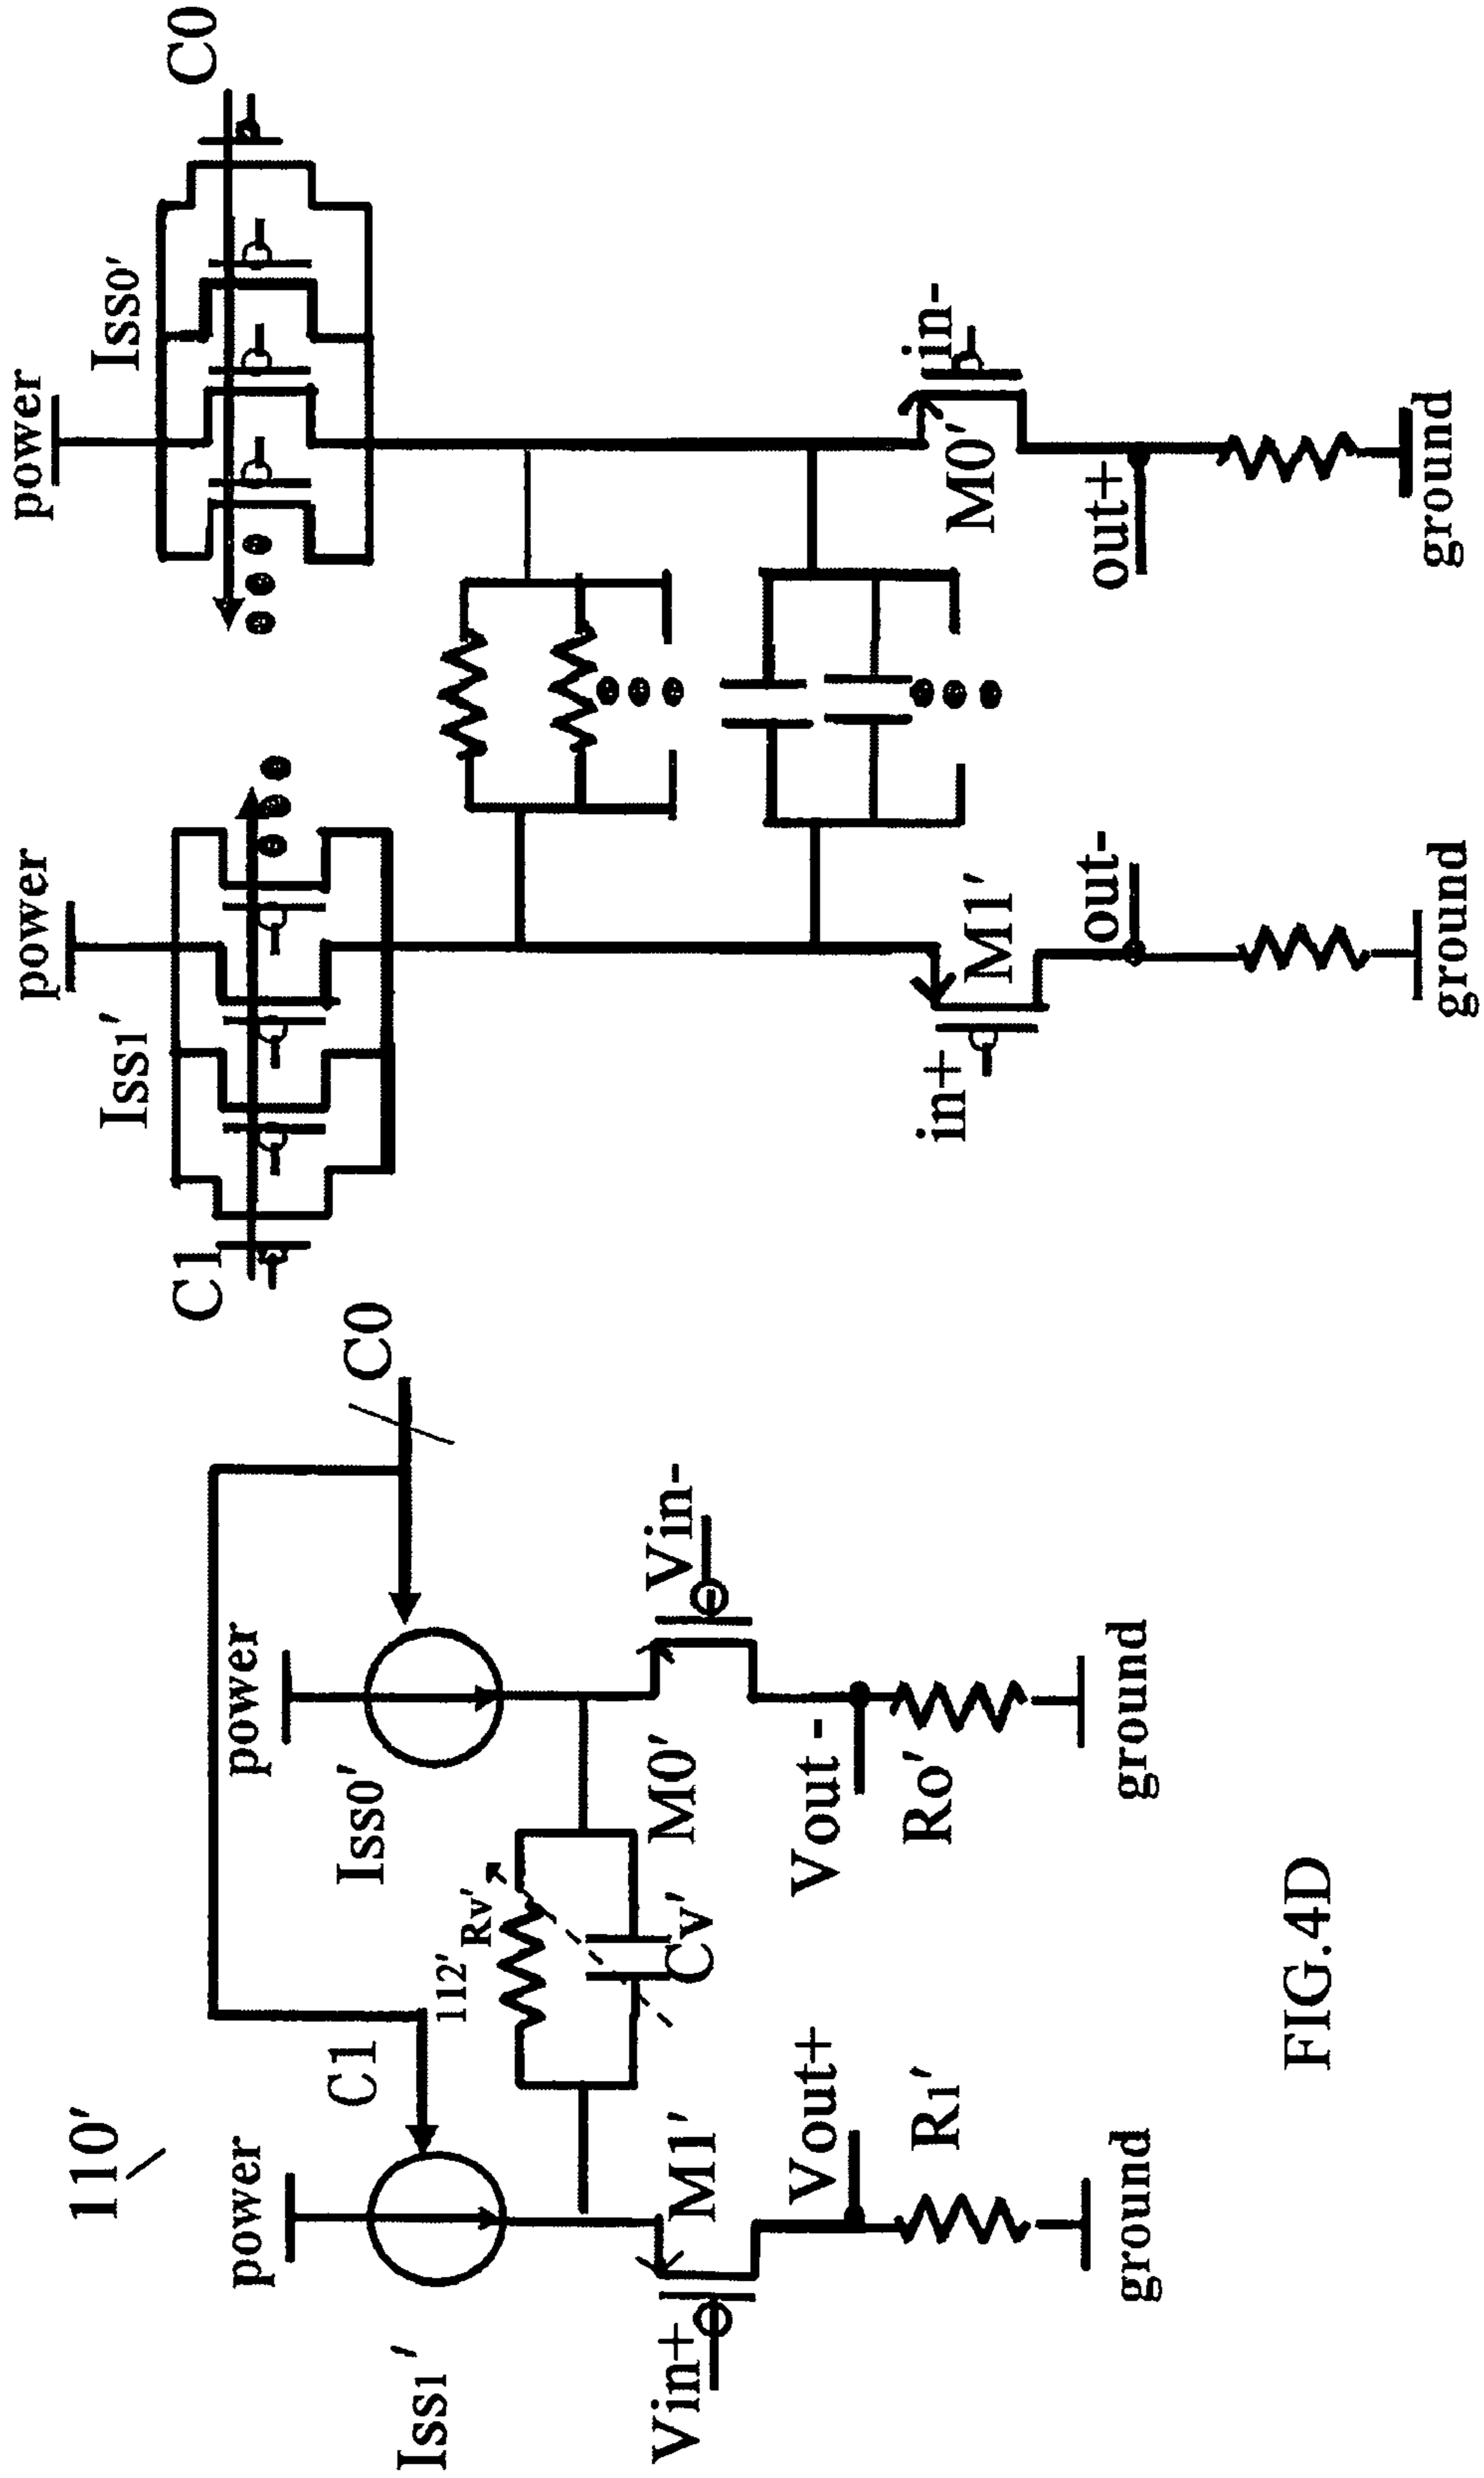 110'
power
power
C1
C0
Iss1'
Iss0'
112'
Rv'
Cv'
Vin+
M1'
M0'
Vin-
Vout+
Vout -
R1'
Ro'
ground
ground
power
power
Iss1'
Iss0'
C1
C0
in+
M1'
M0'
in-
out-
out+
ground
ground
FIG.4D